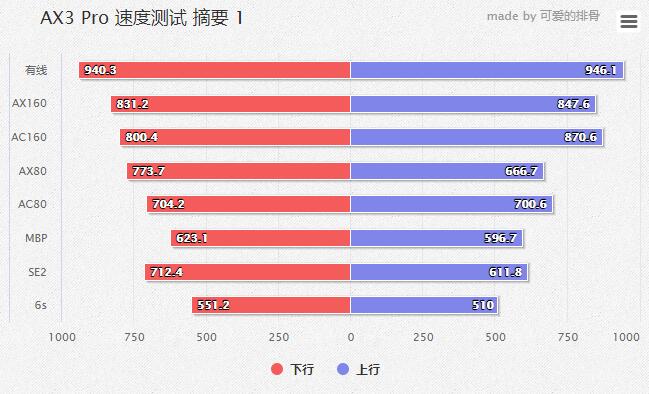 AX3 Pro 速度测试 摘要 1
made by 可爱的排骨
有线 940.3 946.1
AX160 831.2 847.6
AC160 800.4 870.6
AX80 773.7 666.7
AC80 704.2 700.6
MBP 623.1 596.7
SE2 712.4 611.8
6s 551.2 510
1000 750 500 250 0 250 500 750 1000
下行 上行